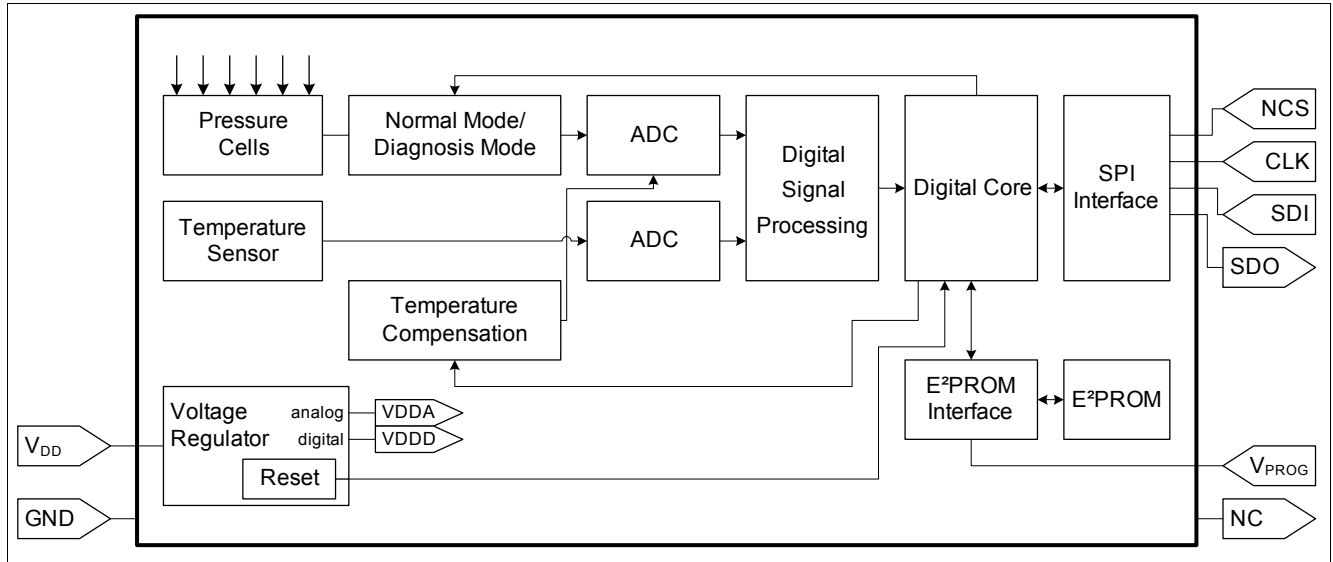 Pressure
Cells
Normal Mode/
Diagnosis Mode
ADC
Digital
Signal
Processing
Digital Core
SPI
Interface
NCS
CLK
SDI
SDO
Temperature
Sensor
ADC
Temperature
Compensation
Voltage
Regulator
analog
digital
VDDA
VDDD
Reset
E²PROM
Interface
E²PROM
VDD
GND
VPROG
NC